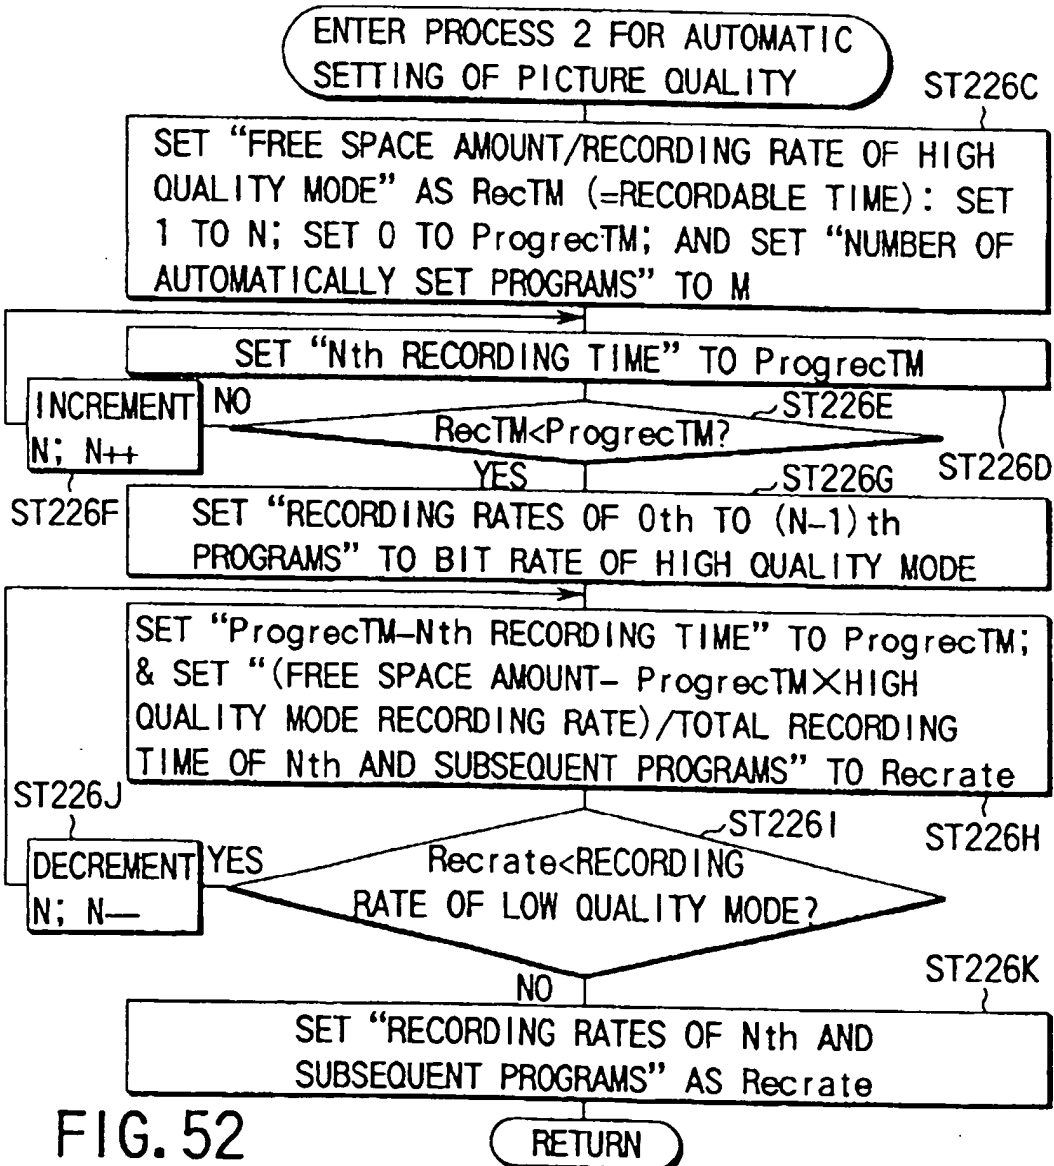 ENTER PROCESS 2 FOR AUTOMATIC
SETTING OF PICTURE QUALITY
ST226C
SET “FREE SPACE AMOUNT/RECORDING RATE OF HIGH
QUALITY MODE” AS RecTM (=RECORDABLE TIME): SET
1 TO N; SET 0 TO ProgrecTM; AND SET “NUMBER OF
AUTOMATICALLY SET PROGRAMS” TO M
SET “Nth RECORDING TIME” TO ProgrecTM
ST226D
RecTM<ProgrecTM?
ST226E
NO
YES
INCREMENT
N; N++
ST226F
ST226G
SET “RECORDING RATES OF 0th TO (N-1)th
PROGRAMS” TO BIT RATE OF HIGH QUALITY MODE
SET “ProgrecTM-Nth RECORDING TIME” TO ProgrecTM;
& SET “(FREE SPACE AMOUNT- ProgrecTM×HIGH
QUALITY MODE RECORDING RATE)/TOTAL RECORDING
TIME OF Nth AND SUBSEQUENT PROGRAMS” TO Recrate
ST226H
ST226I
Recrate<RECORDING
RATE OF LOW QUALITY MODE?
YES
NO
ST226J
DECREMENT
N; N—
ST226K
SET “RECORDING RATES OF Nth AND
SUBSEQUENT PROGRAMS” AS Recrate
RETURN
FIG. 52